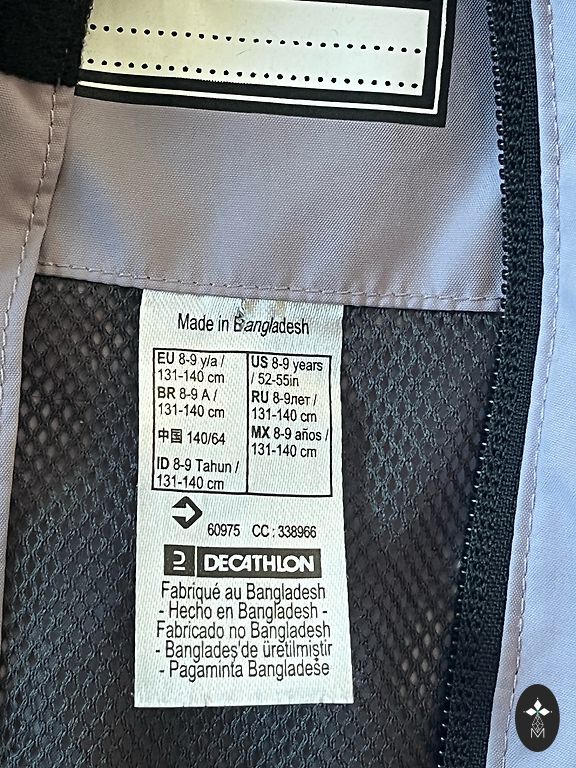 Made in Bangladesh
EU 8-9 y/a /
131-140 cm
BR 8-9 A /
131-140 cm
中国 140/64
ID 8-9 Tahun /
131-140 cm
US 8-9 years
/ 52-55in
RU 8-9лет /
131-140 cm
MX 8-9 años /
131-140 cm
60975 CC : 338966
DECATHLON
Fabriqué au Bangladesh
- Hecho en Bangladesh -
Fabricado no Bangladesh
- Bangladeş'de üretilmiştir
- Pagaminta Bangladeše
M